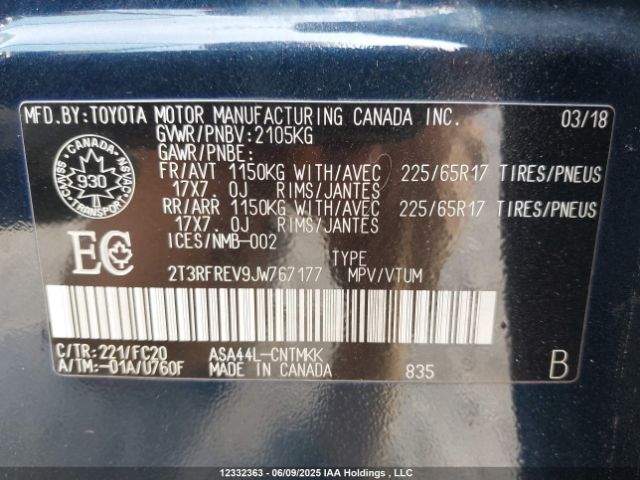 MFD.BY:TOYOTA MOTOR MANUFACTURING CANADA INC. 03/18
GVWR/PNBV:2105KG
GAWR/PNBE:
FR/AVT 1150KG WITH/AVEC 225/65R17 TIRES/PNEUS
17X7.0J RIMS/JANTES
RR/ARR 1150KG WITH/AVEC 225/65R17 TIRES/PNEUS
17X7.0J RIMS/JANTES
ICES/NMB-002
CANADA
CMVSS NSVAC
930
TRANSPORT
EC
TYPE
2T3RFREV9JW767177 MPV/VTUM
C/TR:221/FC20 ASA44L-CNTMKK
A/TM:-01A/U760F MADE IN CANADA 835 B
12332363 - 06/09/2025 IAA Holdings , LLC